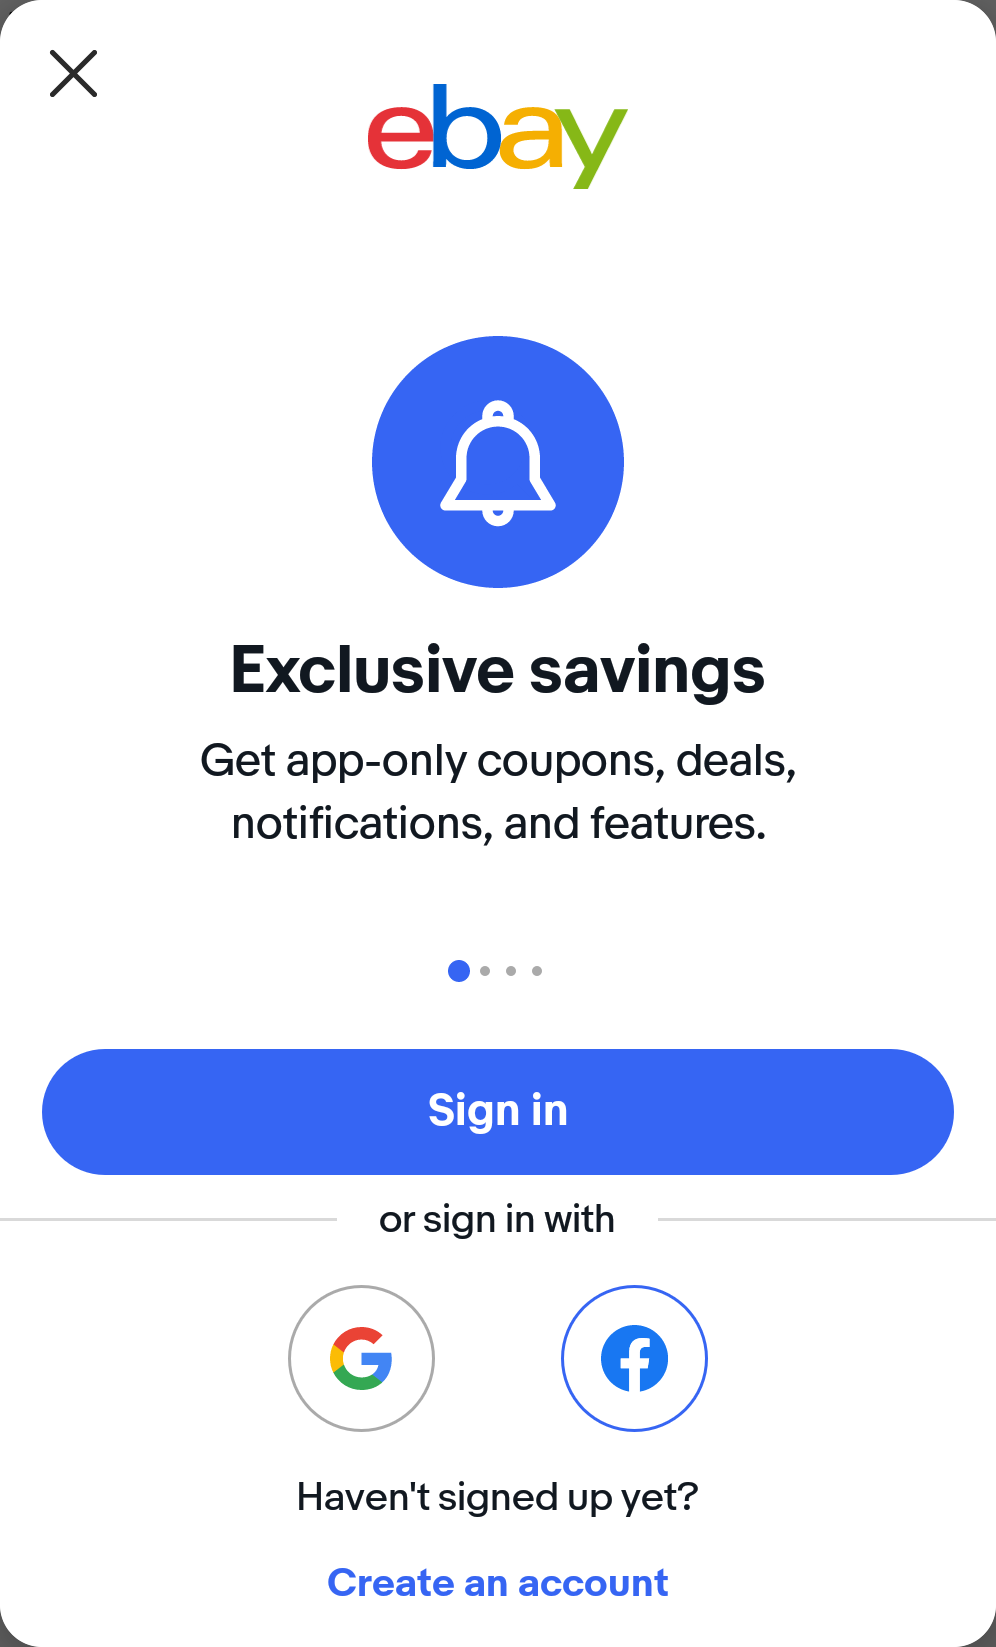 ebay
Exclusive savings
Get app-only coupons, deals,
notifications, and features.
Sign in
or sign in with
Haven't signed up yet?
Create an account